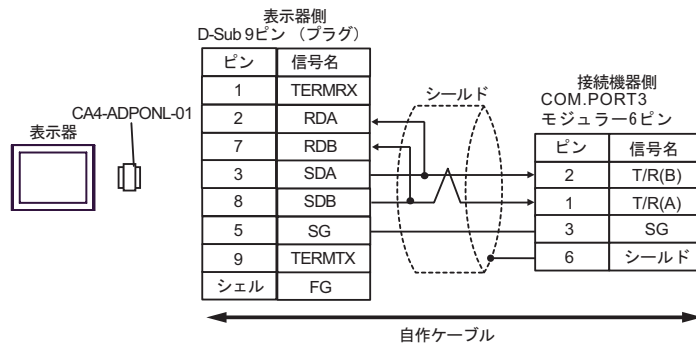 表示器側
D-Sub 9ピン （プラグ）
ピン 信号名
1 TERMRX
2 RDA
7 RDB
3 SDA
8 SDB
5 SG
9 TERMTX
シェル FG
CA4-ADPONL-01
表示器
シールド
接続機器側
COM.PORT3
モジュラー6ピン
ピン 信号名
2 T/R(B)
1 T/R(A)
3 SG
6 シールド
自作ケーブル